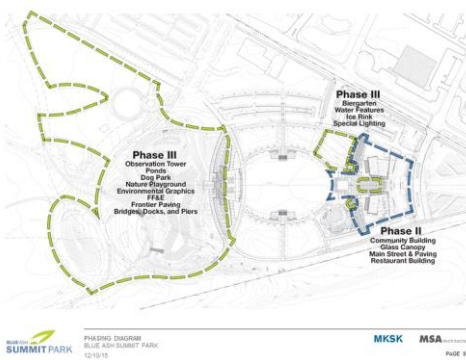 Phase III
Biergarten
Water Features
Ice Rink
Special Lighting
Phase III
Observation Tower
Ponds
Dog Park
Nature Playground
Environmental Graphics
FF&E
Frontier Paving
Bridges, Docks, and Piers
Phase II
Community Building
Glass Canopy
Main Street & Paving
Restaurant Building
BLUE ASH
SUMMIT PARK
PHASING DIAGRAM
BLUE ASH SUMMIT PARK
12/10/15
MKSK
MSA
PAGE 3